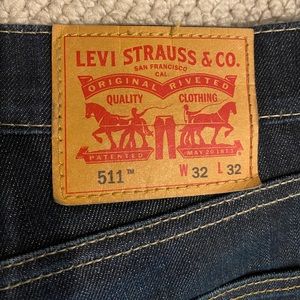 LEVI STRAUSS & CO.
SAN FRANCISCO
CAL.
ORIGINAL RIVETED
QUALITY CLOTHING
PATENTED MAY 20 1873
511™ W 32 L 32